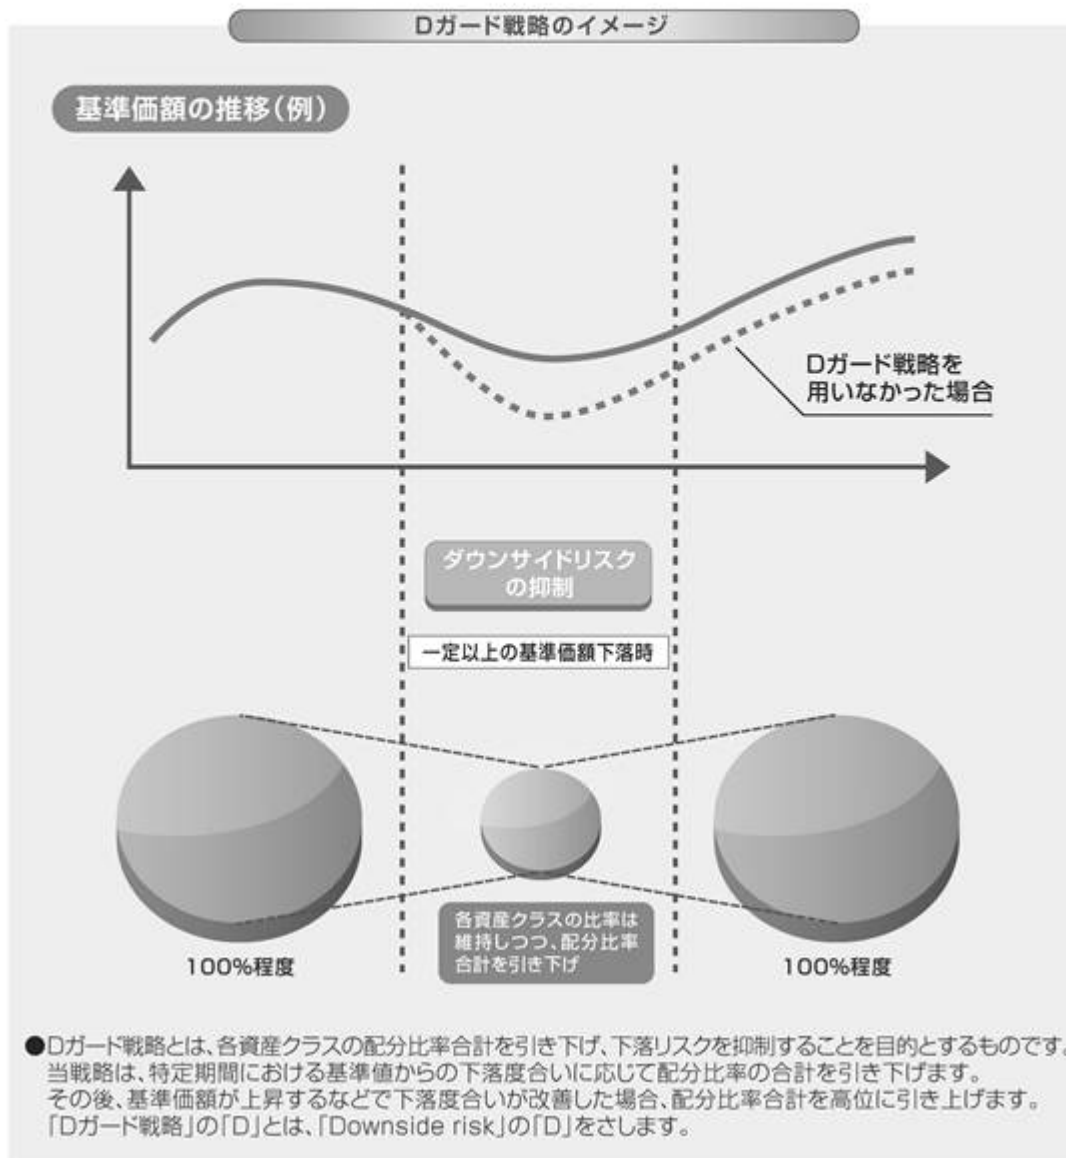 Dガード戦略のイメージ
基準価額の推移(例)
Dガード戦略を
用いなかった場合
ダウンサイドリスク
の抑制
一定以上の基準価額下落時
各資産クラスの比率は
維持しつつ、配分比率
合計を引き下げ
100%程度
100%程度
●Dガード戦略とは、各資産クラスの配分比率合計を引き下げ、下落リスクを抑制することを目的とするものです。
当戦略は、特定期間における基準値からの下落度合いに応じて配分比率の合計を引き下げます。
その後、基準価額が上昇するなどで下落度合いが改善した場合、配分比率合計を高位に引き上げます。
「Dガード戦略」の「D」とは、「Downside risk」の「D」をさします。